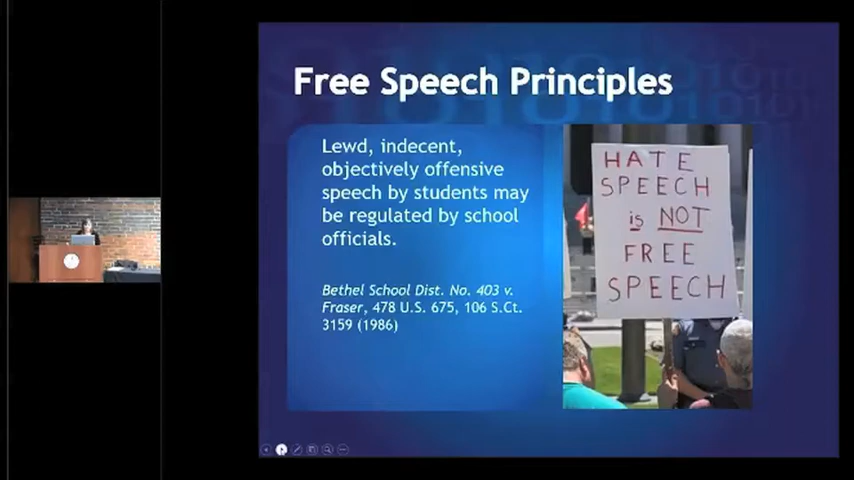 Free Speech Principles
Lewd, indecent,
objectively offensive
speech by students may
be regulated by school
officials.
Bethel School Dist. No. 403 v.
Fraser, 478 U.S. 675, 106 S.Ct.
3159 (1986)
HATE
SPEECH
is NOT
FREE
SPEECH